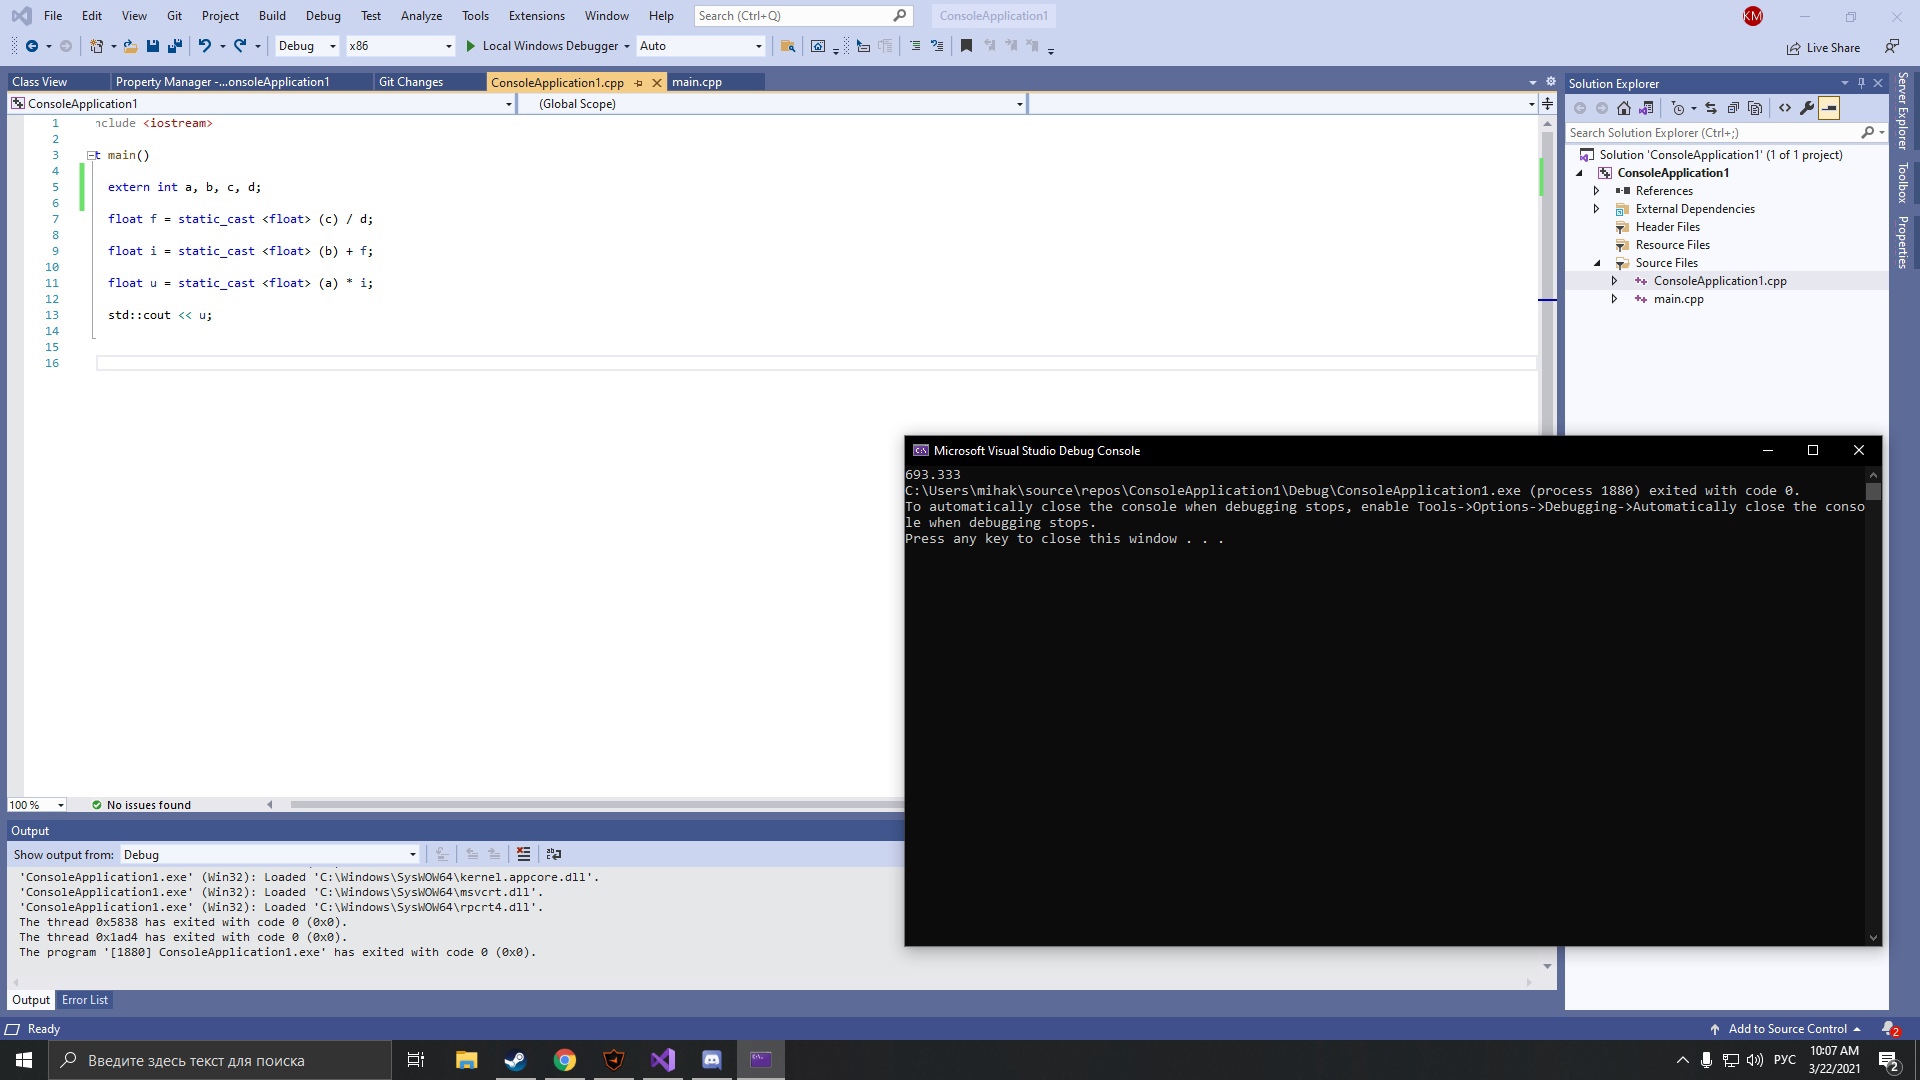 File Edit View Git Project Build Debug Test Analyze Tools Extensions Window Help Search (Ctrl+Q) ConsoleApplication1 KM
Debug x86 Local Windows Debugger Auto Live Share
Class View Property Manager -...onsoleApplication1 Git Changes ConsoleApplication1.cpp main.cpp
ConsoleApplication1 (Global Scope)
1 nclude <iostream>
2
3 t main()
4
5 extern int a, b, c, d;
6
7 float f = static_cast <float> (c) / d;
8
9 float i = static_cast <float> (b) + f;
10
11 float u = static_cast <float> (a) * i;
12
13 std::cout << u;
14
15
16
100 % No issues found
Solution Explorer
Search Solution Explorer (Ctrl+;)
Solution 'ConsoleApplication1' (1 of 1 project)
ConsoleApplication1
References
External Dependencies
Header Files
Resource Files
Source Files
ConsoleApplication1.cpp
main.cpp
Server Explorer
Toolbox
Properties
Microsoft Visual Studio Debug Console
693.333
C:\Users\mihak\source\repos\ConsoleApplication1\Debug\ConsoleApplication1.exe (process 1880) exited with code 0.
To automatically close the console when debugging stops, enable Tools->Options->Debugging->Automatically close the conso
le when debugging stops.
Press any key to close this window . . .
Output
Show output from: Debug
'ConsoleApplication1.exe' (Win32): Loaded 'C:\Windows\SysWOW64\kernel.appcore.dll'.
'ConsoleApplication1.exe' (Win32): Loaded 'C:\Windows\SysWOW64\msvcrt.dll'.
'ConsoleApplication1.exe' (Win32): Loaded 'C:\Windows\SysWOW64\rpcrt4.dll'.
The thread 0x5838 has exited with code 0 (0x0).
The thread 0x1ad4 has exited with code 0 (0x0).
The program '[1880] ConsoleApplication1.exe' has exited with code 0 (0x0).
Output Error List
Ready Add to Source Control 2
Введите здесь текст для поиска РУС 10:07 AM
3/22/2021 2